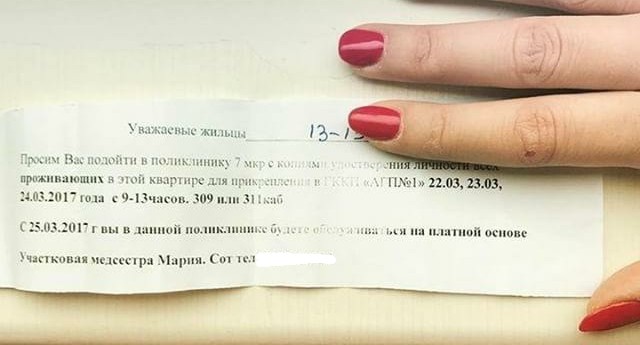 Уважаевые жильцы 13-1
Просим Вас подойти в поликлинику 7 мкр с копиями удостверения личности всех
проживающих в этой квартире для прикрепления в ГККП «АГП№1» 22.03, 23.03,
24.03.2017 года с 9-13часов. 309 или 311каб
С 25.03.2017 г вы в данной поликлинике будете обслуживаться на платной основе
Участковая медсестра Мария. Сот тел